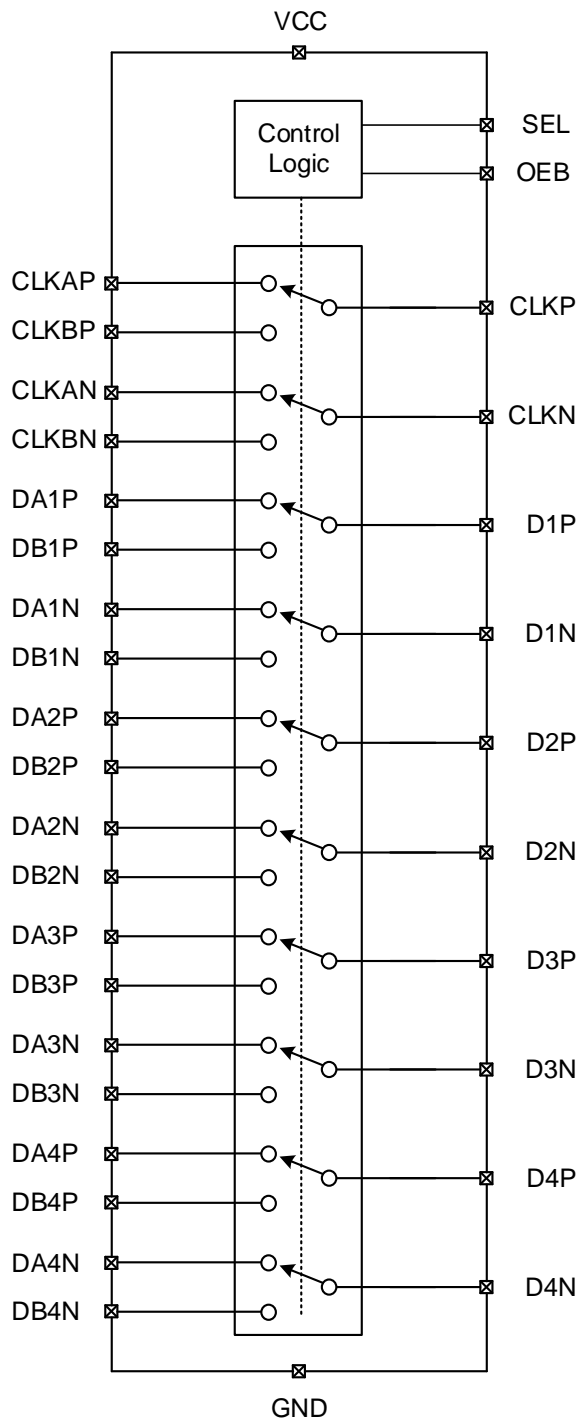 VCC
Control
Logic
SEL
OEB
CLKAP
CLKP
CLKBP
CLKAN
CLKN
CLKBN
DA1P
D1P
DB1P
DA1N
D1N
DB1N
DA2P
D2P
DB2P
DA2N
D2N
DB2N
DA3P
D3P
DB3P
DA3N
D3N
DB3N
DA4P
D4P
DB4P
DA4N
D4N
DB4N
GND